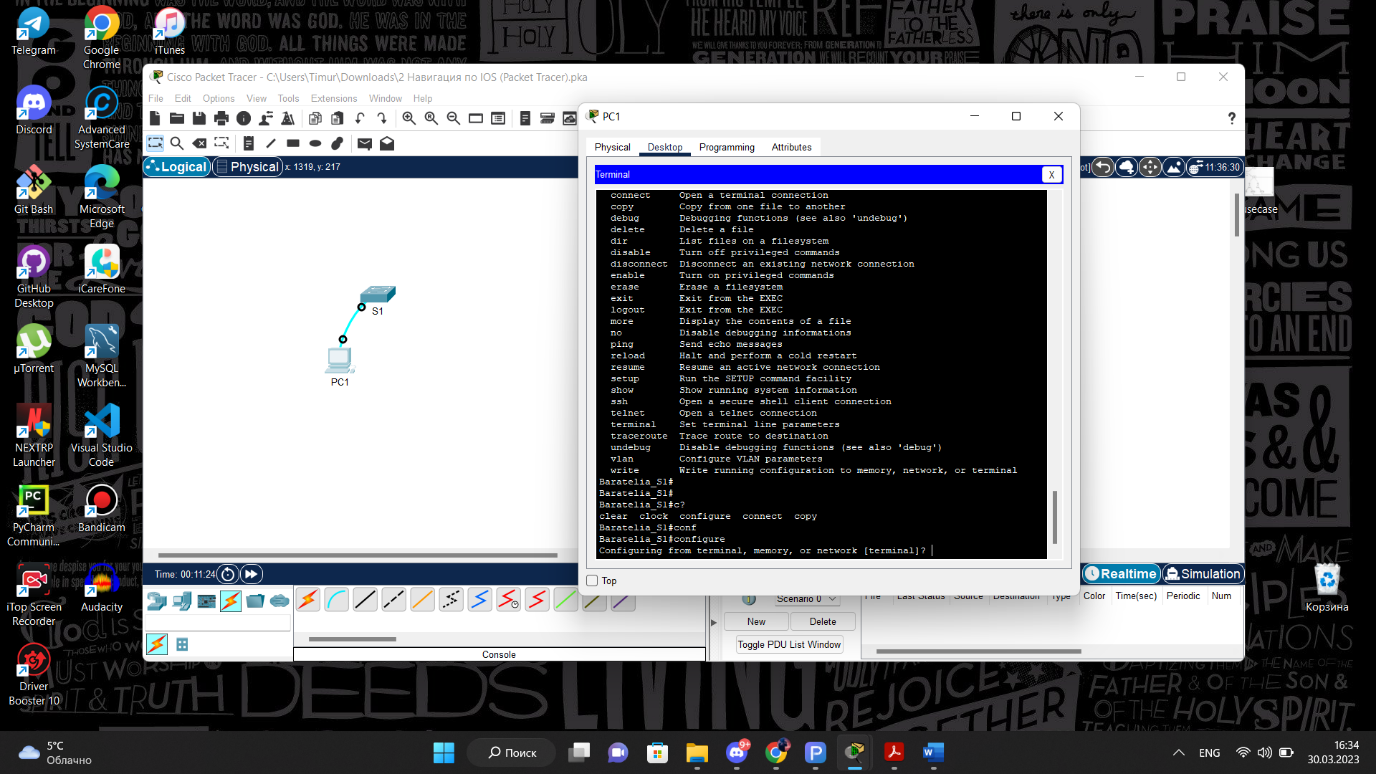 Telegram
Google Chrome
iTunes
Discord
Advanced SystemCare
Git Bash
Microsoft Edge
GitHub Desktop
iCareFone
µTorrent
MySQL Workben...
NEXTRP Launcher
Visual Studio Code
PyCharm Communi...
Bandicam
iTop Screen Recorder
Audacity
Driver Booster 10
Cisco Packet Tracer - C:\Users\Timur\Downloads\2 Навигация по IOS (Packet Tracer).pka
File Edit Options View Tools Extensions Window Help
Logical Physical x: 1319, y: 217
11:36:30
S1
PC1
PC1
Physical Desktop Programming Attributes
Terminal X
connect Open a terminal connection
copy Copy from one file to another
debug Debugging functions (see also 'undebug')
delete Delete a file
dir List files on a filesystem
disable Turn off privileged commands
disconnect Disconnect an existing network connection
enable Turn on privileged commands
erase Erase a filesystem
exit Exit from the EXEC
logout Exit from the EXEC
more Display the contents of a file
no Disable debugging informations
ping Send echo messages
reload Halt and perform a cold restart
resume Resume an active network connection
setup Run the SETUP command facility
show Show running system information
ssh Open a secure shell client connection
telnet Open a telnet connection
terminal Set terminal line parameters
traceroute Trace route to destination
undebug Disable debugging functions (see also 'debug')
vlan Configure VLAN parameters
write Write running configuration to memory, network, or terminal
Baratelia_S1#
Baratelia_S1#
Baratelia_S1#c?
clear clock configure connect copy
Baratelia_S1#conf
Baratelia_S1#configure
Configuring from terminal, memory, or network [terminal]?
Top
Time: 00:11:24
Realtime Simulation
Scenario 0
File Last Status Source Destination Type Color Time(sec) Periodic Num
New Delete
Toggle PDU List Window
Console
usecase
Корзина
5°C
Облачно
Поиск
ENG
16:34
30.03.2023